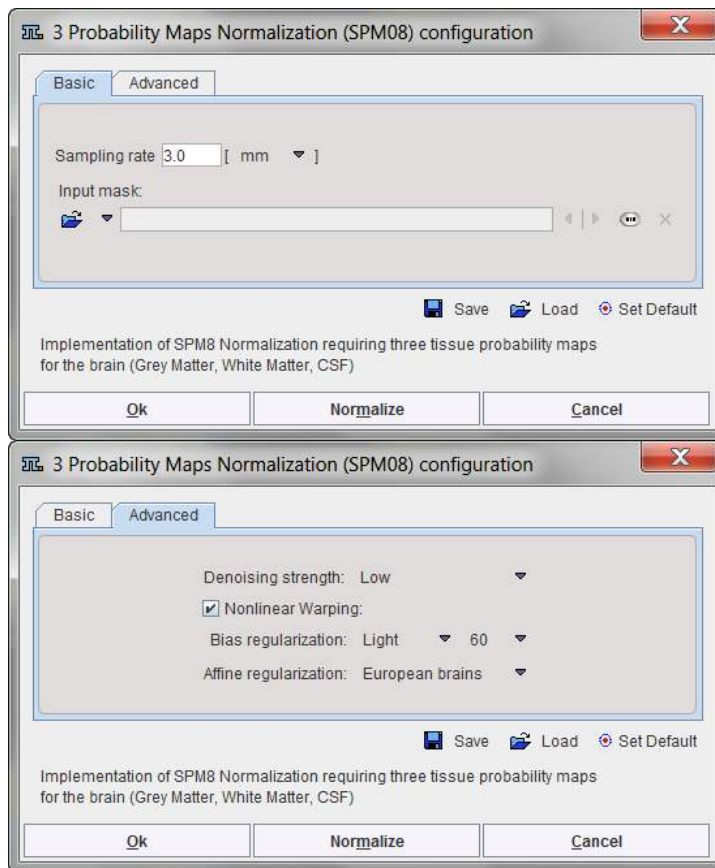 3 Probability Maps Normalization (SPM08) configuration
Basic Advanced
Sampling rate 3.0 [ mm ]
Input mask:
Save Load Set Default
Implementation of SPM8 Normalization requiring three tissue probability maps
for the brain (Grey Matter, White Matter, CSF)
Ok Normalize Cancel
3 Probability Maps Normalization (SPM08) configuration
Basic Advanced
Denoising strength: Low
Nonlinear Warping:
Bias regularization: Light 60
Affine regularization: European brains
Save Load Set Default
Implementation of SPM8 Normalization requiring three tissue probability maps
for the brain (Grey Matter, White Matter, CSF)
Ok Normalize Cancel